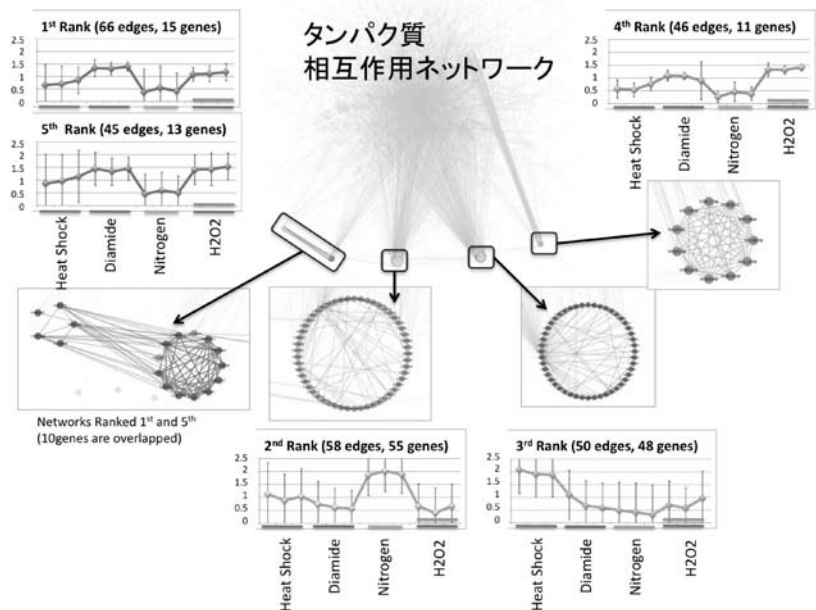 1st Rank (66 edges, 15 genes)
2.5
2
1.5
1
0.5
0
5th Rank (45 edges, 13 genes)
2.5
2
1.5
1
0.5
0
Heat Shock
Diamide
Nitrogen
H2O2
タンパク質
相互作用ネットワーク
4th Rank (46 edges, 11 genes)
2.5
2
1.5
1
0.5
0
Heat Shock
Diamide
Nitrogen
H2O2
Networks Ranked 1st and 5th
(10genes are overlapped)
2nd Rank (58 edges, 55 genes)
2.5
2
1.5
1
0.5
0
Heat Shock
Diamide
Nitrogen
H2O2
3rd Rank (50 edges, 48 genes)
2.5
2
1.5
1
0.5
0
Heat Shock
Diamide
Nitrogen
H2O2